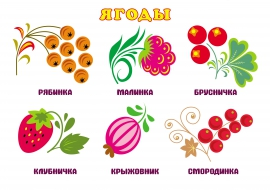 ЯГОДЫ
РЯБИНКА МАЛИНКА БРУСНИЧКА
КЛУБНИЧКА КРЫЖОВНИК СМОРОДИНКА